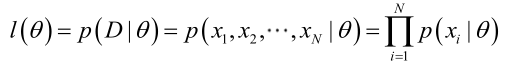 l(θ) = p(D | θ) = p(x₁, x₂, ⋯, x_N | θ) = ∏_{i=1}^{N} p(x_i | θ)